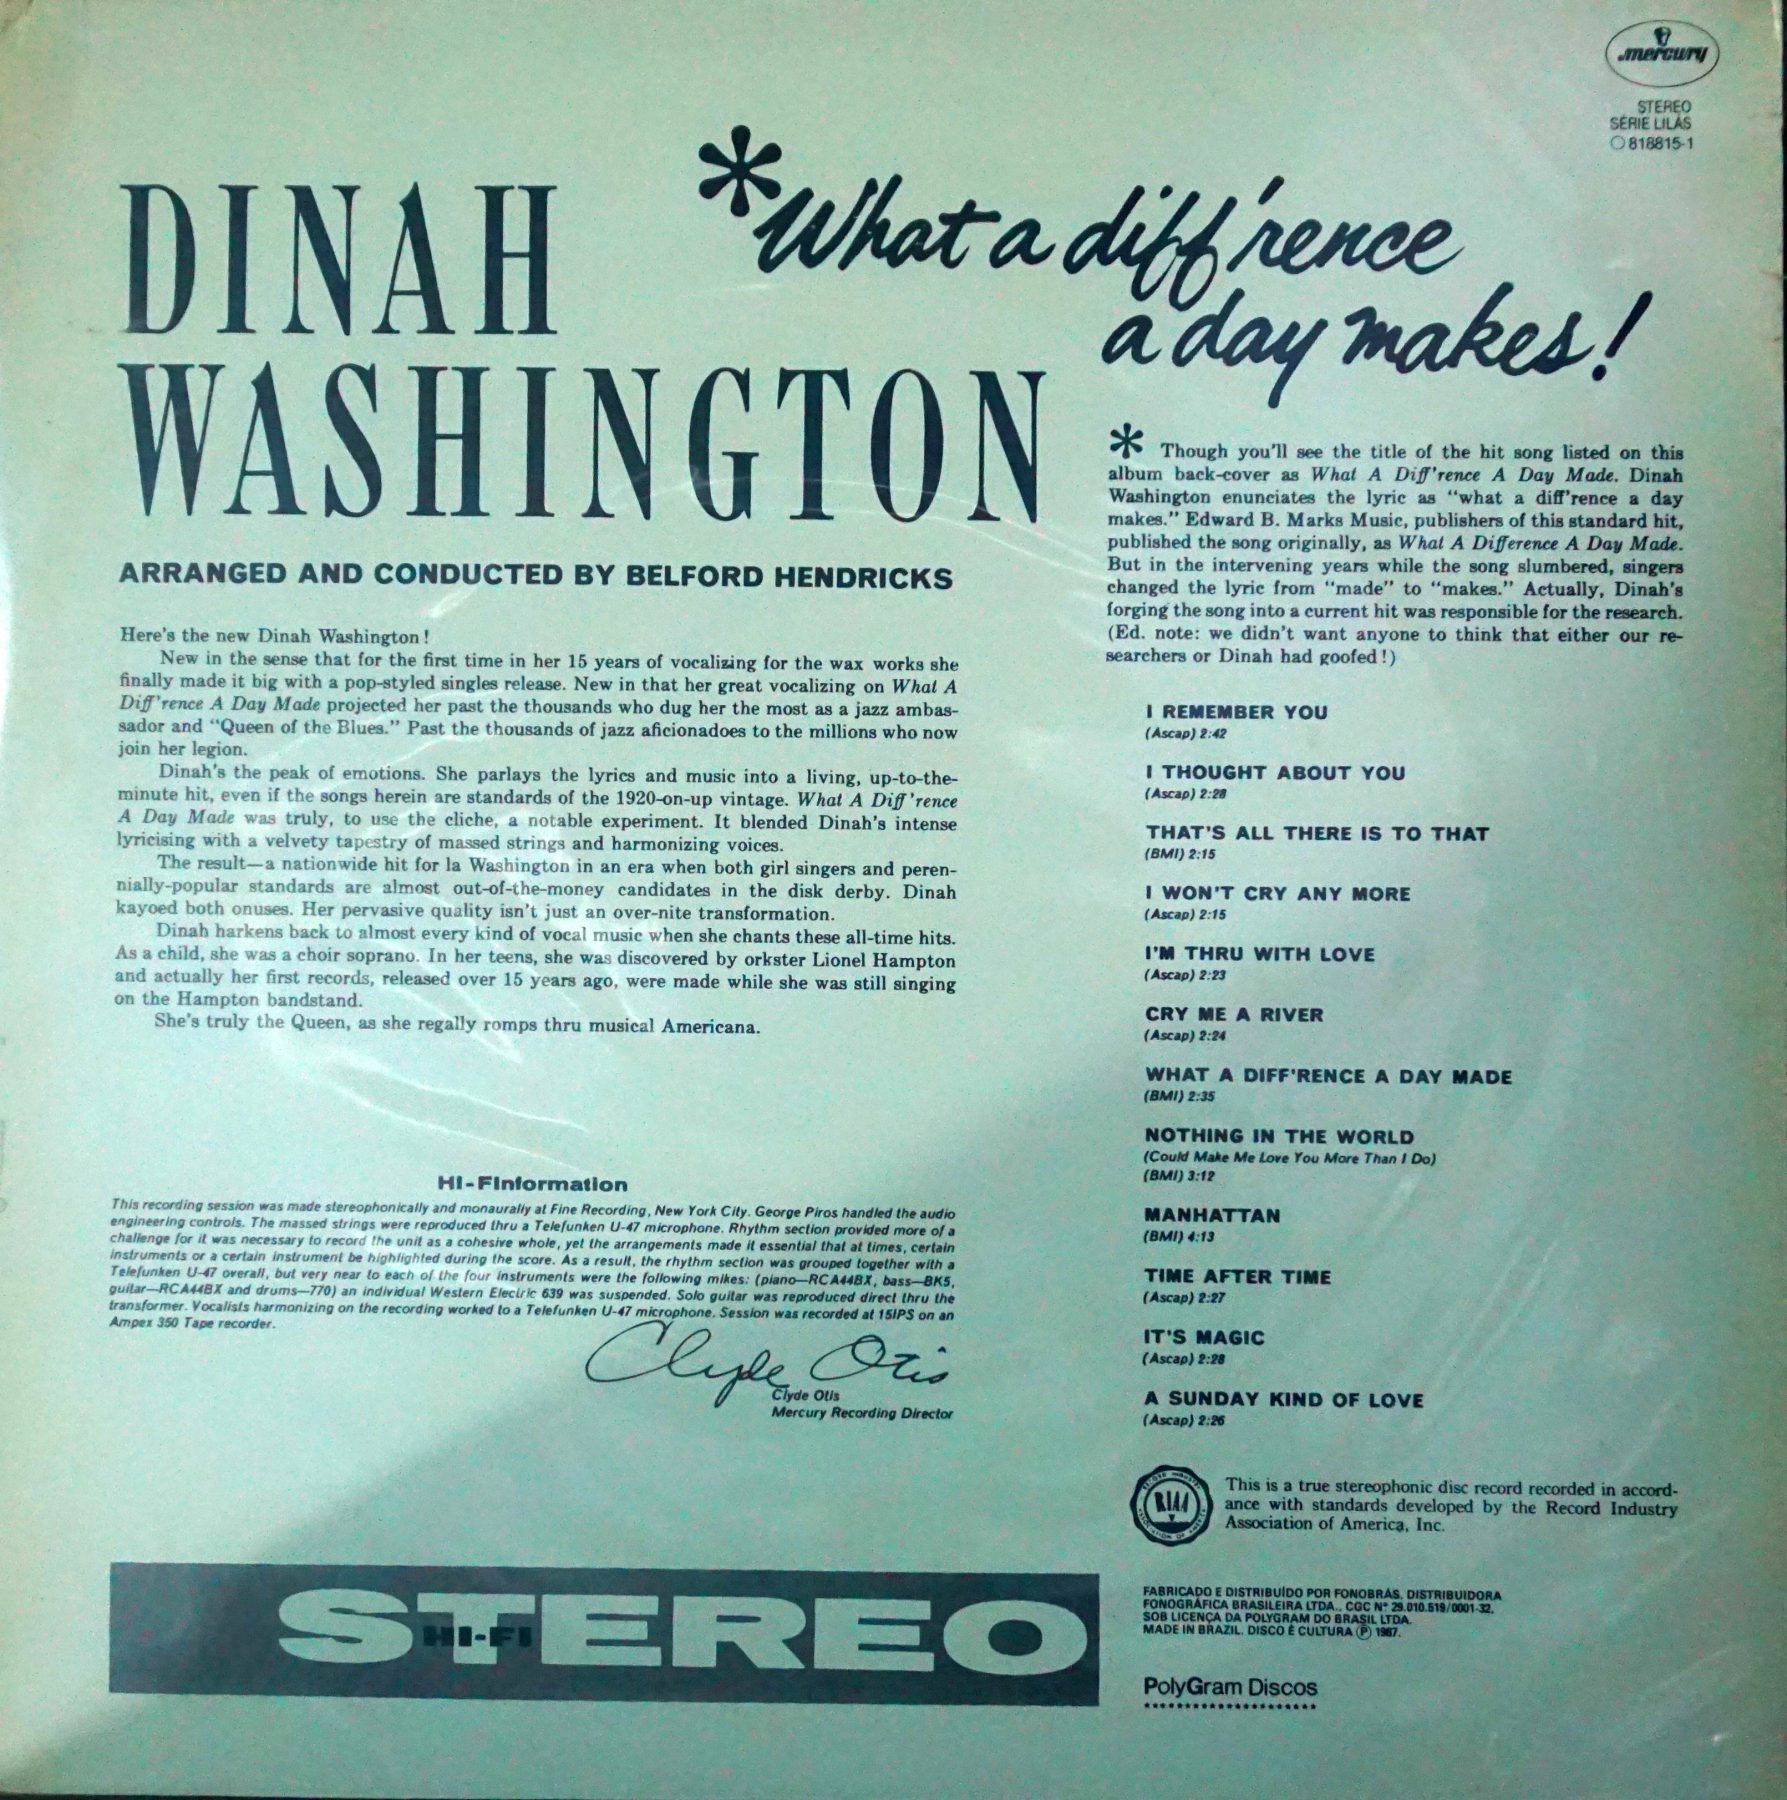 mercury
STEREO
SÉRIE LILÁS
818815-1
DINAH
WASHINGTON
*What a diff'rence
a day makes!
ARRANGED AND CONDUCTED BY BELFORD HENDRICKS
Here's the new Dinah Washington!
New in the sense that for the first time in her 15 years of vocalizing for the wax works she
finally made it big with a pop-styled singles release. New in that her great vocalizing on What A
Diff'rence A Day Made projected her past the thousands who dug her the most as a jazz ambas-
sador and "Queen of the Blues." Past the thousands of jazz aficionadoes to the millions who now
join her legion.
Dinah's the peak of emotions. She parlays the lyrics and music into a living, up-to-the-
minute hit, even if the songs herein are standards of the 1920-on-up vintage. What A Diff'rence
A Day Made was truly, to use the cliche, a notable experiment. It blended Dinah's intense
lyricising with a velvety tapestry of massed strings and harmonizing voices.
The result—a nationwide hit for la Washington in an era when both girl singers and peren-
nially-popular standards are almost out-of-the-money candidates in the disk derby. Dinah
kayoed both onuses. Her pervasive quality isn't just an over-nite transformation.
Dinah harkens back to almost every kind of vocal music when she chants these all-time hits.
As a child, she was a choir soprano. In her teens, she was discovered by orkster Lionel Hampton
and actually her first records, released over 15 years ago, were made while she was still singing
on the Hampton bandstand.
She's truly the Queen, as she regally romps thru musical Americana.
HI-FInformation
This recording session was made stereophonically and monaurally at Fine Recording, New York City. George Piros handled the audio
engineering controls. The massed strings were reproduced thru a Telefunken U-47 microphone. Rhythm section provided more of a
challenge for it was necessary to record the unit as a cohesive whole, yet the arrangements made it essential that at times, certain
instruments or a certain instrument be highlighted during the score. As a result, the rhythm section was grouped together with a
Telefunken U-47 overall, but very near to each of the four instruments were the following mikes: (piano—RCA44BX, bass—BK5,
guitar—RCA44BX and drums—770) an individual Western Electric 639 was suspended. Solo guitar was reproduced direct thru the
transformer. Vocalists harmonizing on the recording worked to a Telefunken U-47 microphone. Session was recorded at 15IPS on an
Ampex 350 Tape recorder.
Clyde Otis
Clyde Otis
Mercury Recording Director
* Though you'll see the title of the hit song listed on this
album back-cover as What A Diff'rence A Day Made. Dinah
Washington enunciates the lyric as "what a diff'rence a day
makes." Edward B. Marks Music, publishers of this standard hit,
published the song originally, as What A Difference A Day Made.
But in the intervening years while the song slumbered, singers
changed the lyric from "made" to "makes." Actually, Dinah's
forging the song into a current hit was responsible for the research.
(Ed. note: we didn't want anyone to think that either our re-
searchers or Dinah had goofed!)
I REMEMBER YOU
(Ascap) 2:42
I THOUGHT ABOUT YOU
(Ascap) 2:28
THAT'S ALL THERE IS TO THAT
(BMI) 2:15
I WON'T CRY ANY MORE
(Ascap) 2:15
I'M THRU WITH LOVE
(Ascap) 2:23
CRY ME A RIVER
(Ascap) 2:24
WHAT A DIFF'RENCE A DAY MADE
(BMI) 2:35
NOTHING IN THE WORLD
(Could Make Me Love You More Than I Do)
(BMI) 3:12
MANHATTAN
(BMI) 4:13
TIME AFTER TIME
(Ascap) 2:27
IT'S MAGIC
(Ascap) 2:28
A SUNDAY KIND OF LOVE
(Ascap) 2:26
RIAA
This is a true stereophonic disc record recorded in accord-
ance with standards developed by the Record Industry
Association of America, Inc.
STEREO
HI-FI
FABRICADO E DISTRIBUÍDO POR FONOBRÁS, DISTRIBUIDORA
FONOGRÁFICA BRASILEIRA LTDA., CGC Nº 29.010.519/0001-32,
SOB LICENÇA DA POLYGRAM DO BRASIL LTDA.
MADE IN BRAZIL. DISCO É CULTURA Ⓟ 1987.
PolyGram Discos